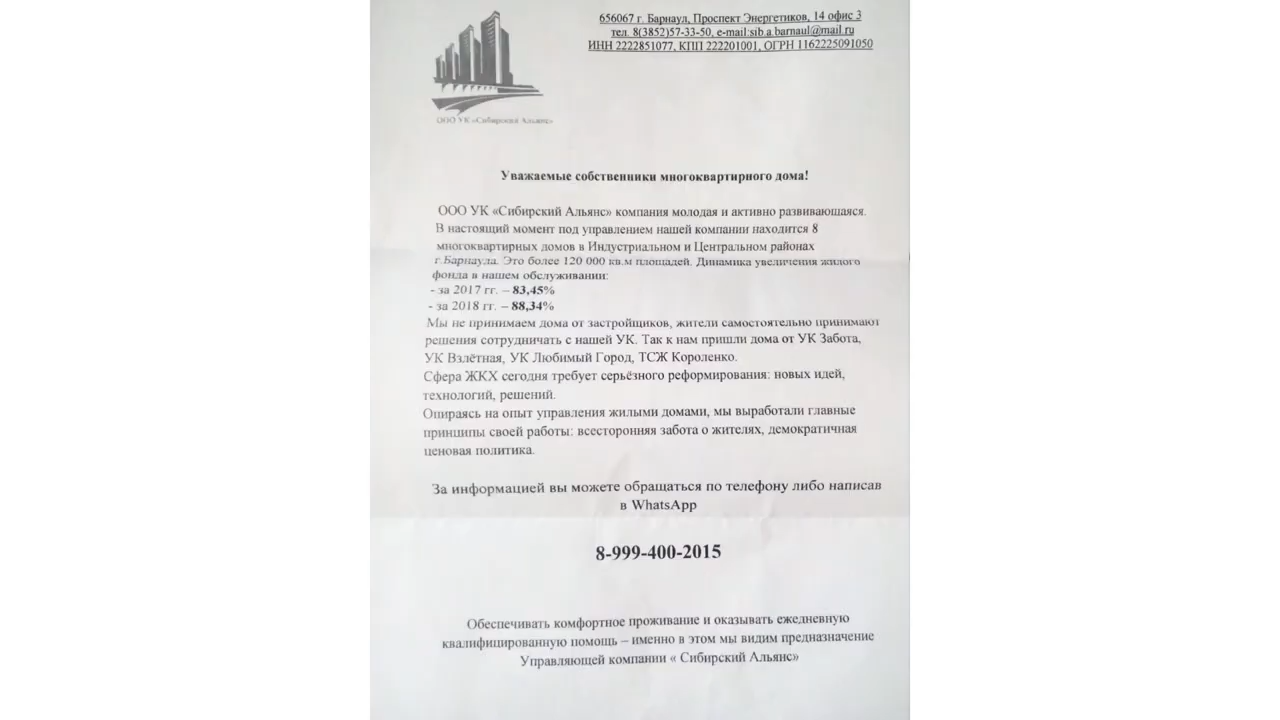 656067 г. Барнаул, Проспект Энергетиков, 14 офис 3
тел. 8(3852)57-33-50, e-mail:sib.a.barnaul@mail.ru
ИНН 2222851077, КПП 222201001, ОГРН 1162225091050
ООО УК «Сибирский Альянс»
Уважаемые собственники многоквартирного дома!
ООО УК «Сибирский Альянс» компания молодая и активно развивающаяся.
В настоящий момент под управлением нашей компании находится 8
многоквартирных домов в Индустриальном и Центральном районах
г.Барнаула. Это более 120 000 кв.м площадей. Динамика увеличения жилого
фонда в нашем обслуживании:
- за 2017 гг. – 83,45%
- за 2018 гг. – 88,34%
Мы не принимаем дома от застройщиков, жители самостоятельно принимают
решения сотрудничать с нашей УК. Так к нам пришли дома от УК Забота,
УК Взлётная, УК Любимый Город, ТСЖ Короленко.
Сфера ЖКХ сегодня требует серьёзного реформирования: новых идей,
технологий, решений.
Опираясь на опыт управления жилыми домами, мы выработали главные
принципы своей работы: всесторонняя забота о жителях, демократичная
ценовая политика.
За информацией вы можете обращаться по телефону либо написав
в WhatsApp
8-999-400-2015
Обеспечивать комфортное проживание и оказывать ежедневную
квалифицированную помощь – именно в этом мы видим предназначение
Управляющей компании « Сибирский Альянс»